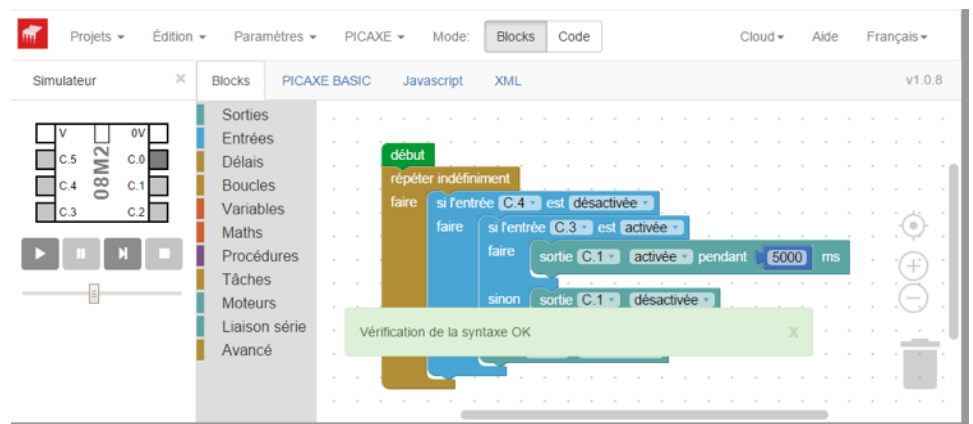 Projets Édition Paramètres PICAXE Mode: Blocks Code Cloud Aide Français
Simulateur × Blocks PICAXE BASIC Javascript XML v1.0.8
V 0V
C.5 C.0
C.4 C.1
C.3 C.2
08M2
Sorties
Entrées
Délais
Boucles
Variables
Maths
Procédures
Tâches
Moteurs
Liaison série
Avancé
début
répéter indéfiniment
faire si l'entrée C.4 est désactivée
faire si l'entrée C.3 est activée
faire sortie C.1 activée pendant 5000 ms
sinon sortie C.1 désactivée
Vérification de la syntaxe OK x